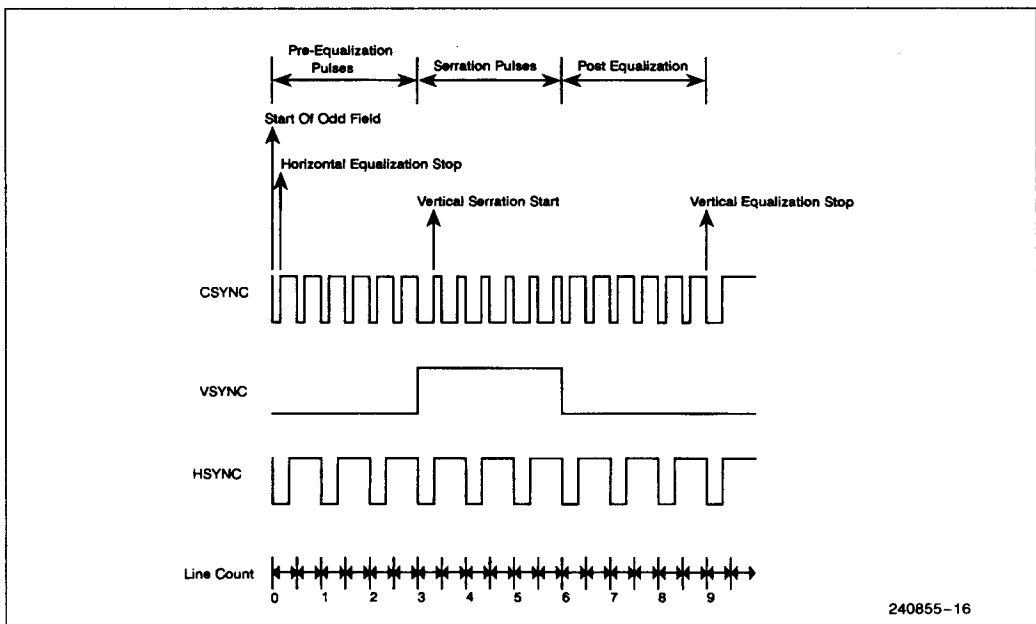 Pre-Equalization
Pulses
Serration Pulses
Post Equalization
Start Of Odd Field
Horizontal Equalization Stop
Vertical Serration Start
Vertical Equalization Stop
CSYNC
VSYNC
HSYNC
Line Count
0 1 2 3 4 5 6 7 8 9
240855-16